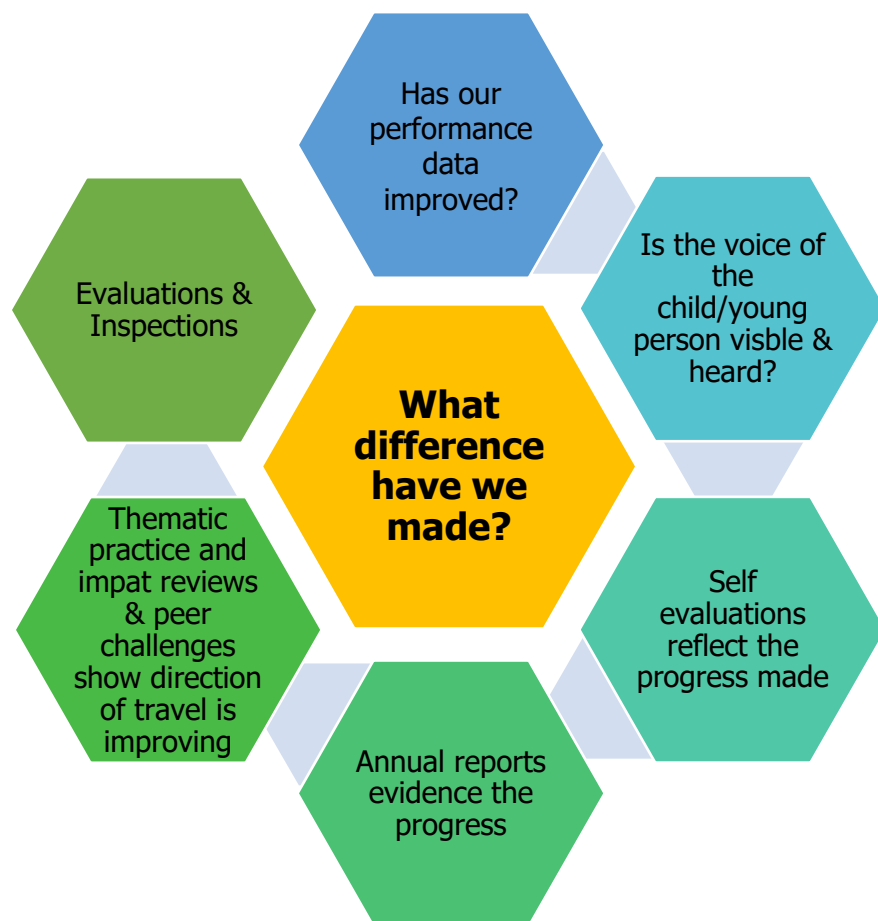 Has our
performance
data
improved?
Is the voice of
the
child/young
person visble &
heard?
Self
evaluations
reflect the
progress made
Annual reports
evidence the
progress
Thematic
practice and
impat reviews
& peer
challenges
show direction
of travel is
improving
Evaluations &
Inspections
What
difference
have we
made?